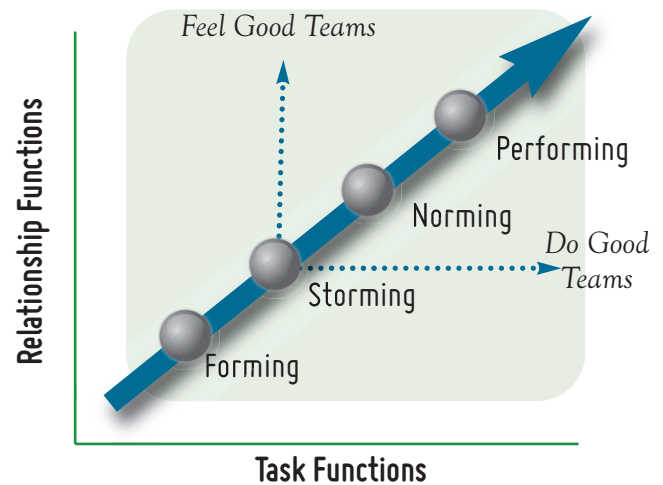 Feel Good Teams
Relationship Functions
Performing
Norming
Do Good
Teams
Storming
Forming
Task Functions